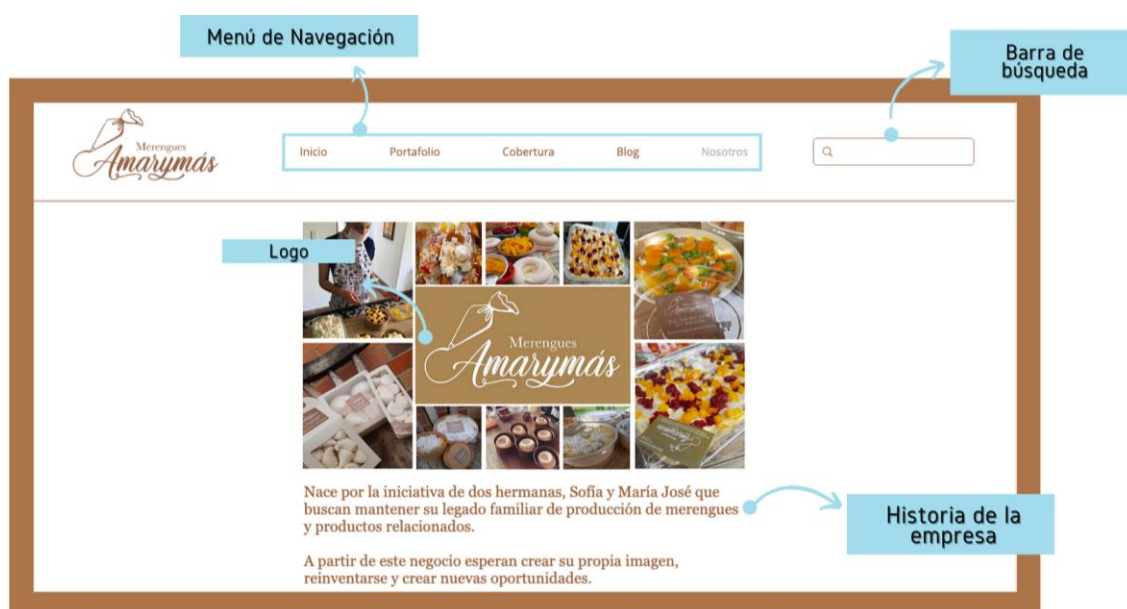 Menú de Navegación
Barra de
búsqueda
Merengues
Amarymás
Inicio Portafolio Cobertura Blog Nosotros
Logo
Merengues
Amarymás
Nace por la iniciativa de dos hermanas, Sofía y María José que
buscan mantener su legado familiar de producción de merengues
y productos relacionados.
Historia de la
empresa
A partir de este negocio esperan crear su propia imagen,
reinventarse y crear nuevas oportunidades.